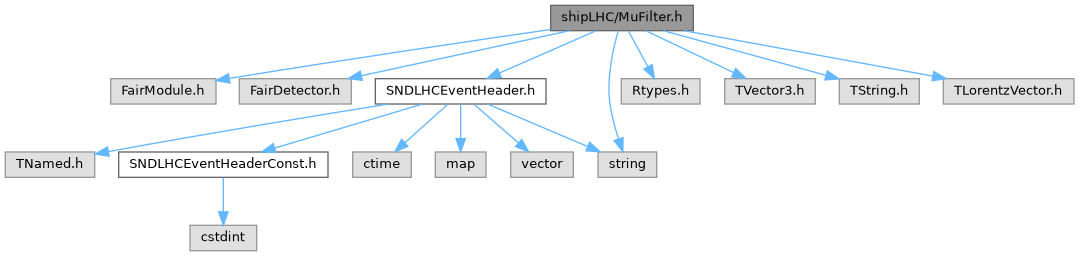 shipLHC/MuFilter.h
FairModule.h
FairDetector.h
SNDLHCEventHeader.h
Rtypes.h
TVector3.h
TString.h
TLorentzVector.h
TNamed.h
SNDLHCEventHeaderConst.h
ctime
map
vector
string
cstdint